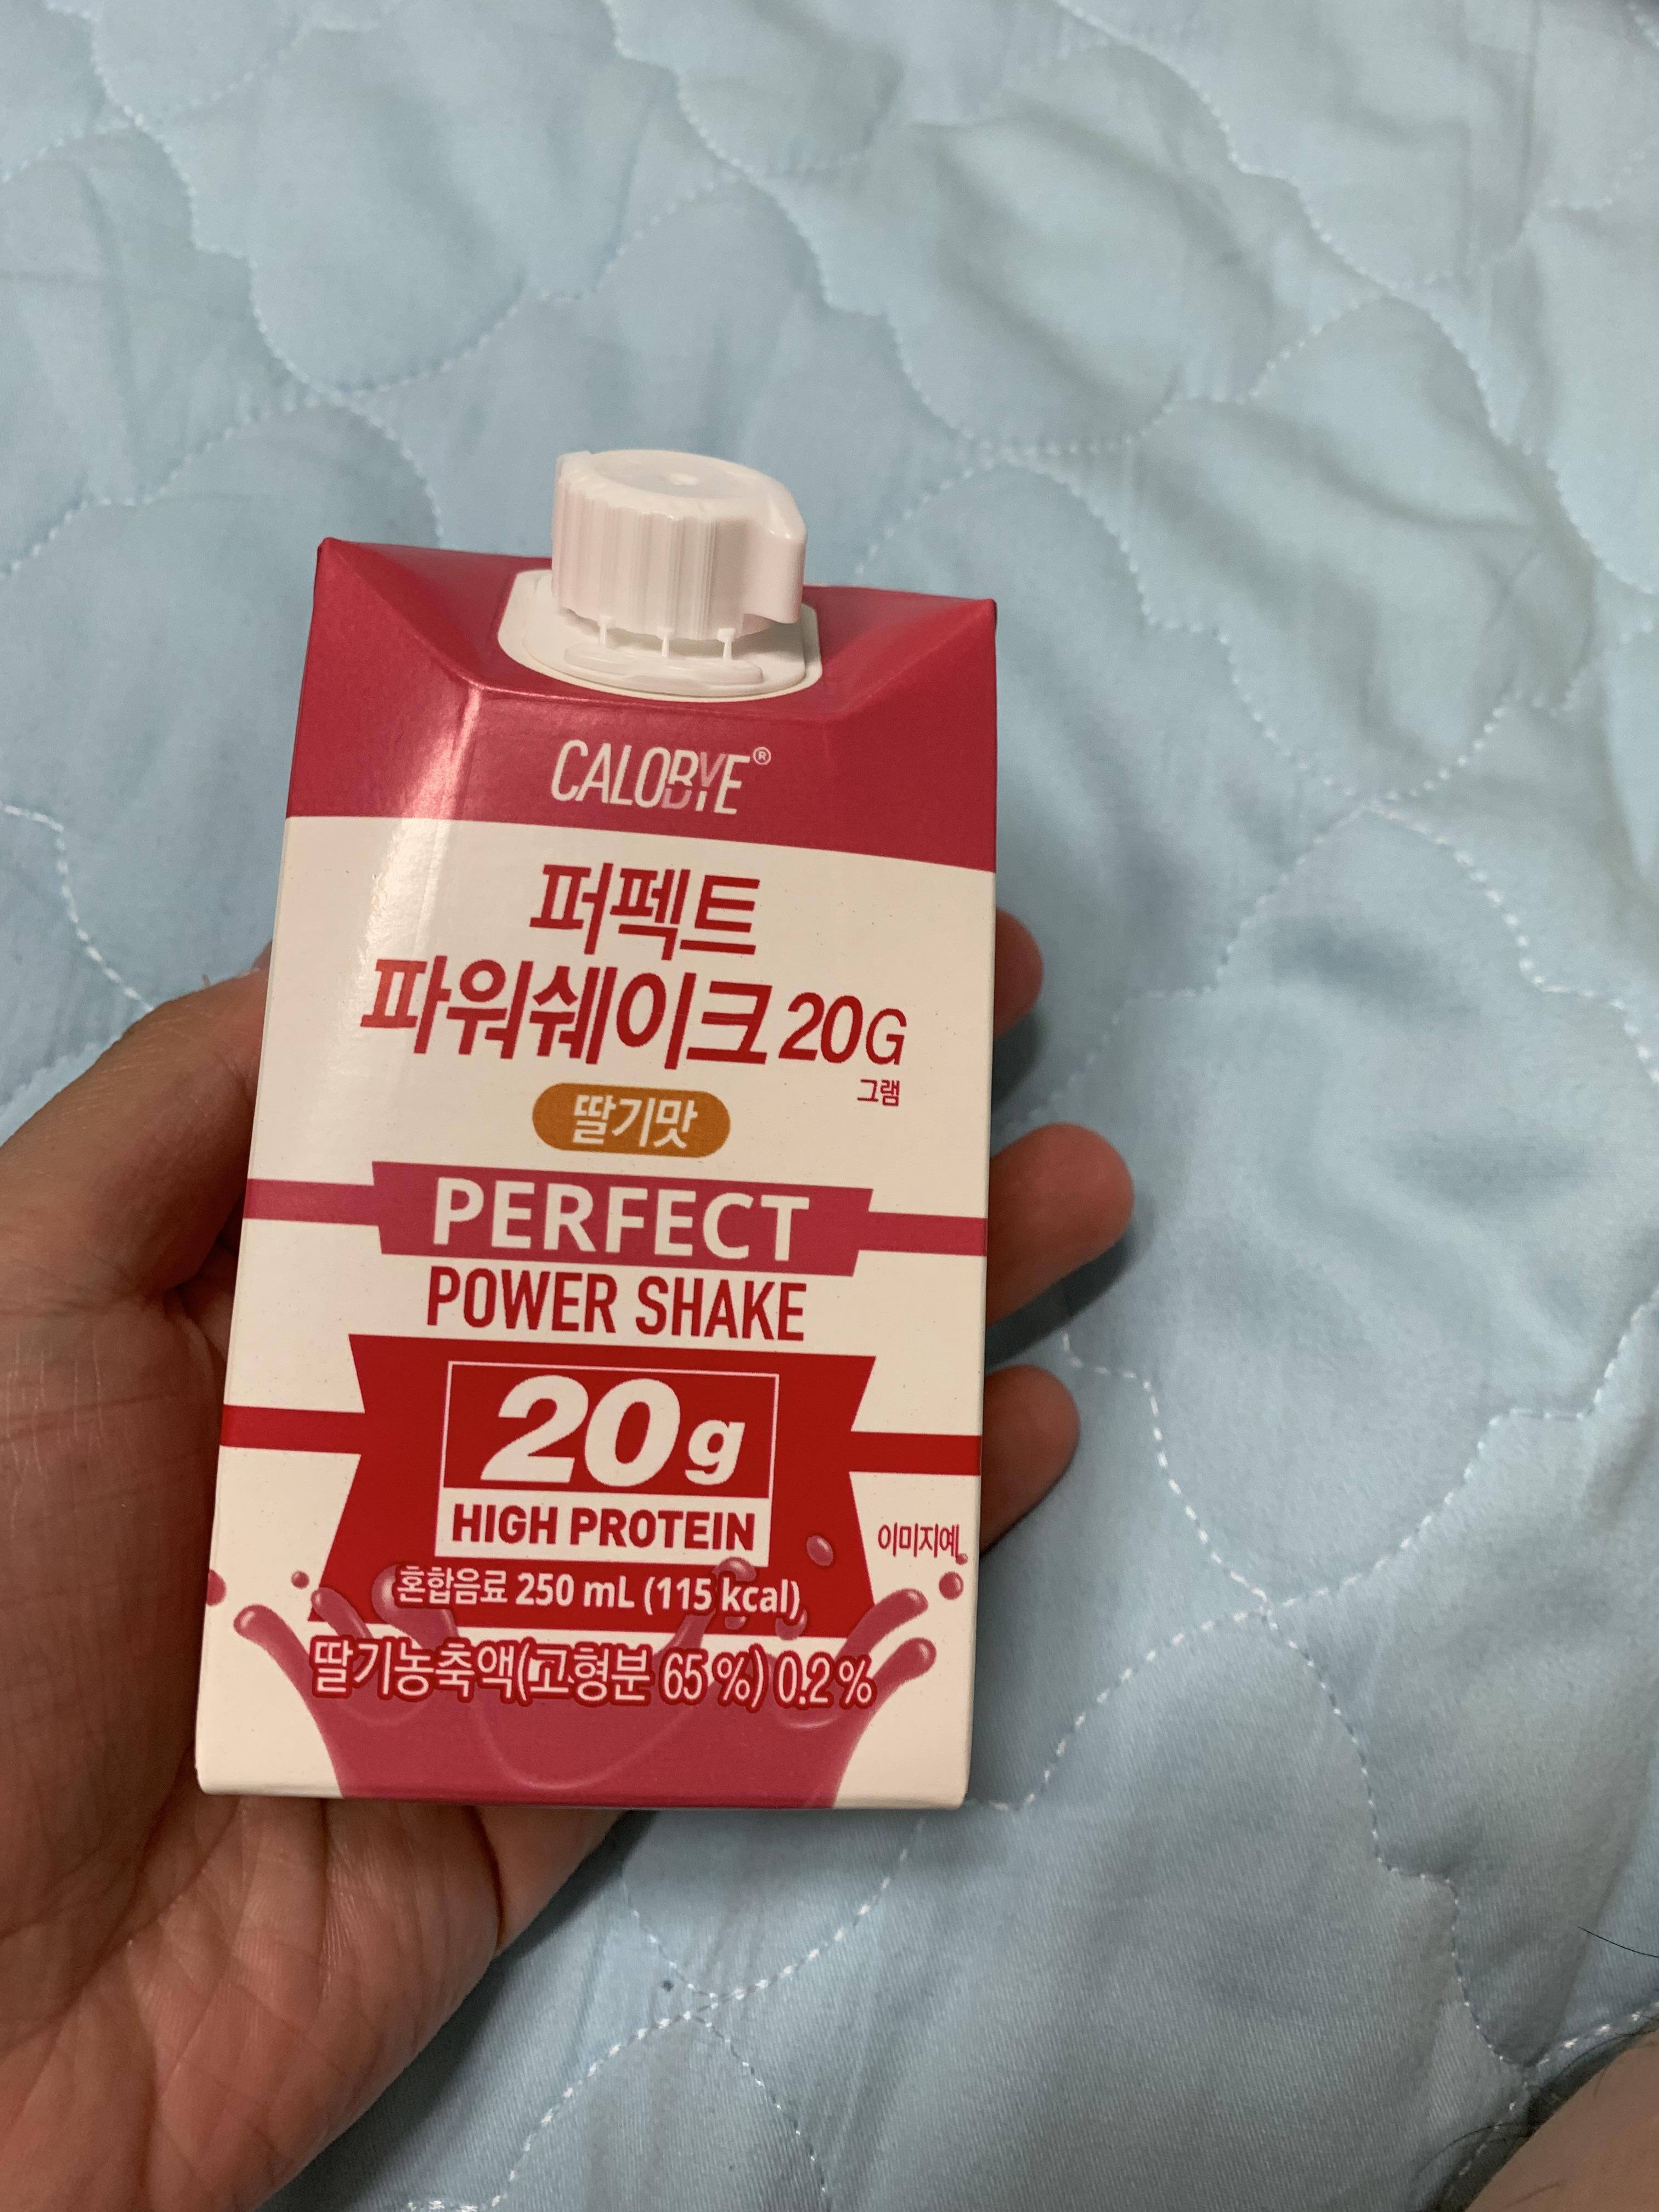 CALOBYE®
퍼펙트
파워쉐이크 20G
그램
딸기맛
PERFECT
POWER SHAKE
20g
HIGH PROTEIN
이미지예
혼합음료 250 mL (115 kcal)
딸기농축액(고형분 65 %) 0.2 %